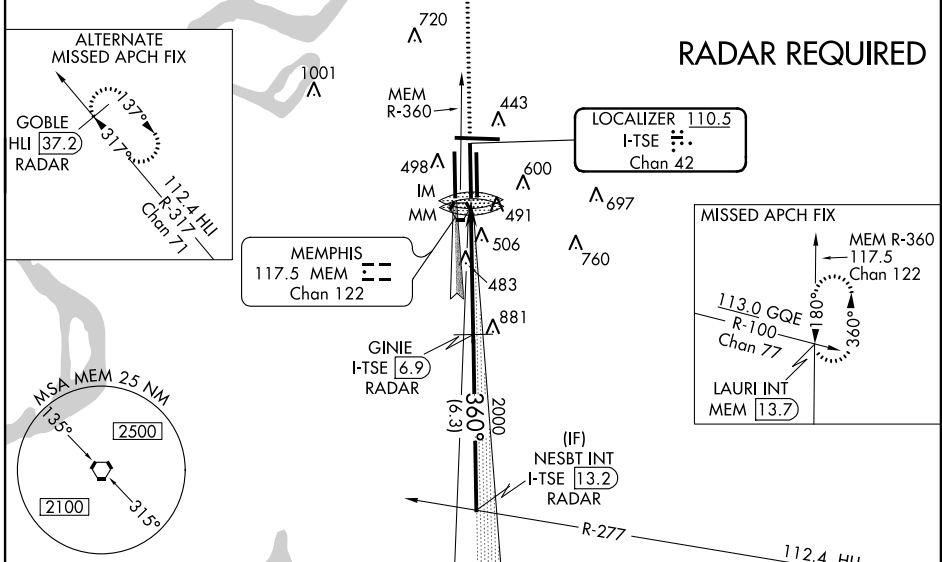 RADAR REQUIRED
ALTERNATE
MISSED APCH FIX
GOBLE
HLI 37.2
RADAR
137°
317°
112.4 HLI
R-317
Chan 71
720
1001
MEM
R-360
443
LOCALIZER 110.5
I-TSE
Chan 42
498
600
IM
697
MM
491
506
760
483
MEMPHIS
117.5 MEM
Chan 122
881
GINIE
I-TSE 6.9
RADAR
MISSED APCH FIX
MEM R-360
117.5
Chan 122
180°
360°
113.0 GQE
R-100
Chan 77
LAURI INT
MEM 13.7
MSA MEM 25 NM
135°
2500
2100
315°
360°
(6.3)
2000
(IF)
NESBT INT
I-TSE 13.2
RADAR
R-277
112.4 HLI